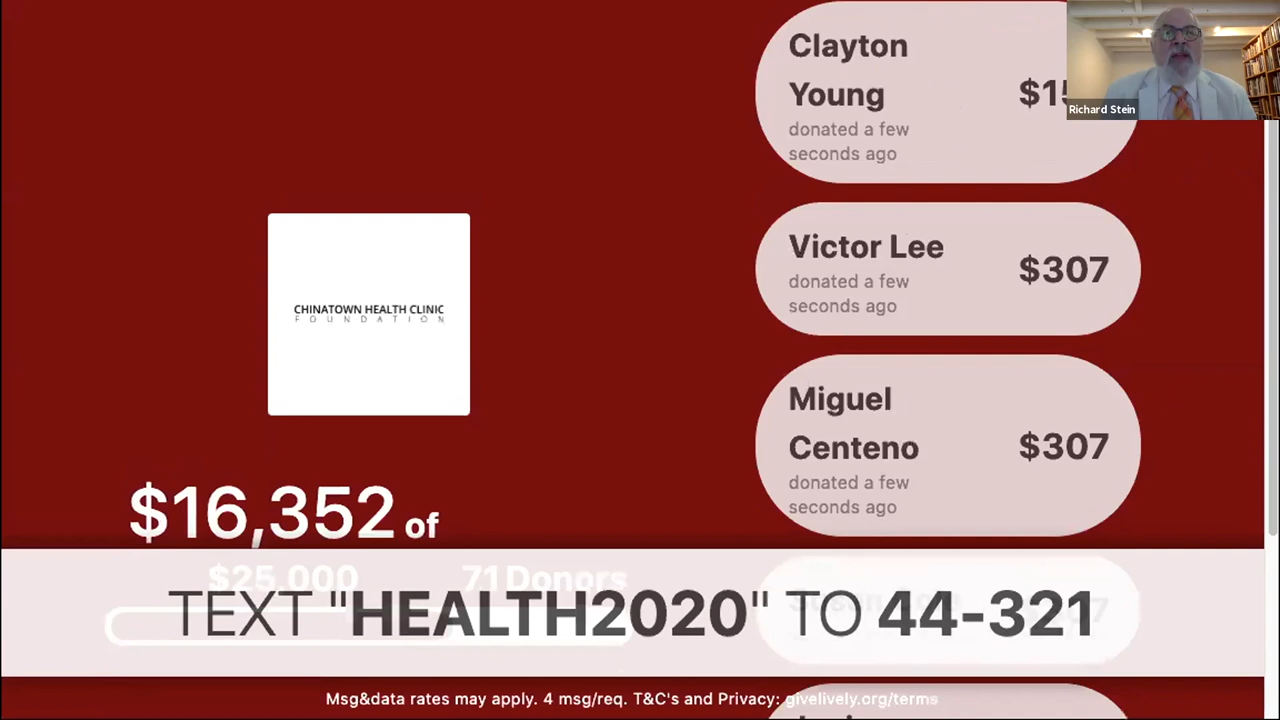 CHINATOWN HEALTH CLINIC
FOUNDATION
$16,352 of
$25,000 71 Donors
Clayton
Young
donated a few
seconds ago
Richard Stein
Victor Lee
donated a few
seconds ago
$307
Miguel
Centeno
donated a few
seconds ago
$307
TEXT "HEALTH2020" TO 44-321
Msg&data rates may apply. 4 msg/req. T&C's and Privacy: givelively.org/terms